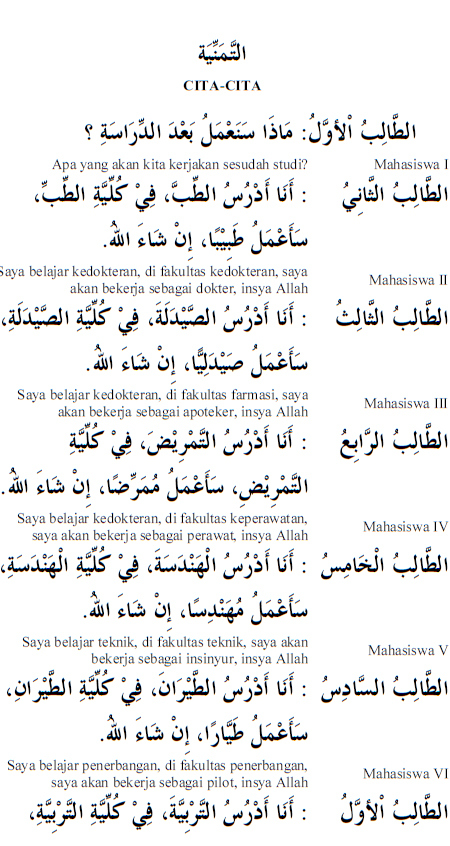 التَّمَنِّيَة
CITA-CITA
الطَّالِبُ الْأَوَّلُ: مَاذَا سَنَعْمَلُ بَعْدَ الدِّرَاسَةِ ؟
Mahasiswa I Apa yang akan kita kerjakan sesudah studi?
الطَّالِبُ الثَّانِيُ : أَنَا أَدْرُسُ الطِّبَّ، فِيْ كُلِّيَّةِ الطِّبِّ،
سَأَعْمَلُ طَبِيْبًا، إِنْ شَاءَ اللهُ.
Saya belajar kedokteran, di fakultas kedokteran, saya
Mahasiswa II akan bekerja sebagai dokter, insya Allah
الطَّالِبُ الثَّالِثُ : أَنَا أَدْرُسُ الصَّيْدَلَةَ، فِيْ كُلِّيَّةِ الصَّيْدَلَةِ،
سَأَعْمَلُ صَيْدَلِيًّا، إِنْ شَاءَ اللهُ.
Saya belajar kedokteran, di fakultas farmasi, saya
Mahasiswa III akan bekerja sebagai apoteker, insya Allah
الطَّالِبُ الرَّابِعُ : أَنَا أَدْرُسُ التَّمْرِيْضَ، فِيْ كُلِّيَّةِ
التَّمْرِيْضِ، سَأَعْمَلُ مُمَرِّضًا، إِنْ شَاءَ اللهُ.
Saya belajar kedokteran, di fakultas keperawatan,
Mahasiswa IV saya akan bekerja sebagai perawat, insya Allah
الطَّالِبُ الْخَامِسُ : أَنَا أَدْرُسُ الْهَنْدَسَةَ، فِيْ كُلِّيَّةِ الْهَنْدَسَةِ،
سَأَعْمَلُ مُهَنْدِسًا، إِنْ شَاءَ اللهُ.
Saya belajar teknik, di fakultas teknik, saya akan
Mahasiswa V bekerja sebagai insinyur, insya Allah
الطَّالِبُ السَّادِسُ : أَنَا أَدْرُسُ الطَّيْرَانَ، فِيْ كُلِّيَّةِ الطَّيْرَانِ،
سَأَعْمَلُ طَيَّارًا، إِنْ شَاءَ اللهُ.
Saya belajar penerbangan, di fakultas penerbangan,
Mahasiswa VI saya akan bekerja sebagai pilot, insya Allah
الطَّالِبُ الْأَوَّلُ : أَنَا أَدْرُسُ التَّرْبِيَّةَ، فِيْ كُلِّيَّةِ التَّرْبِيَّةِ،